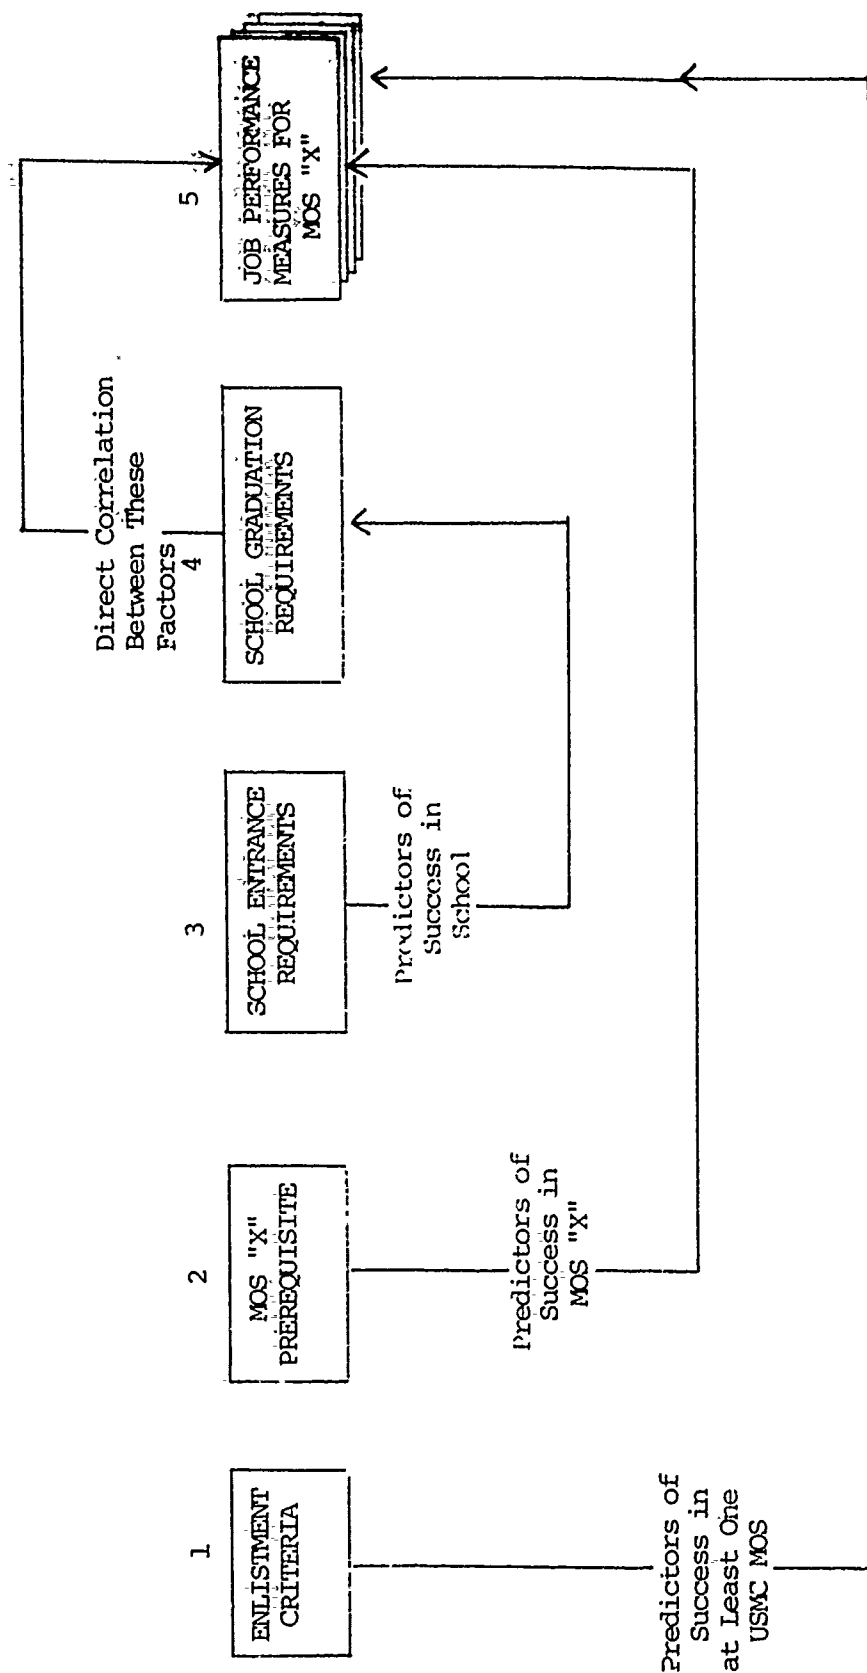 1
ENLISTMENT
CRITERIA
Predictors of
Success in
at Least One
USMC MOS
2
MOS "X"
PREREQUISITE
Predictors of
Success in
MOS "X"
3
SCHOOL ENTRANCE
REQUIREMENTS
Predictors of
Success in
School
Direct Correlation
Between These
Factors
4
SCHOOL GRADUATION
REQUIREMENTS
5
JOB PERFORMANCE
MEASURES FOR
MOS "X"